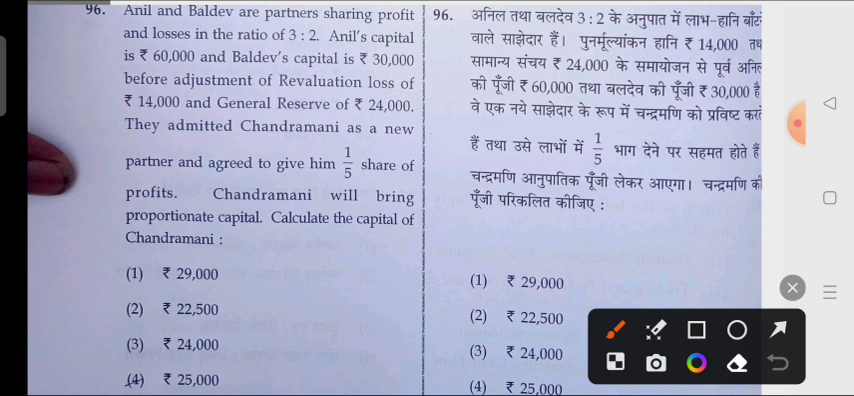 96. Anil and Baldev are partners sharing profit
and losses in the ratio of 3 : 2. Anil's capital
is ₹ 60,000 and Baldev's capital is ₹ 30,000
before adjustment of Revaluation loss of
₹ 14,000 and General Reserve of ₹ 24,000.
They admitted Chandramani as a new
partner and agreed to give him 1/5 share of
profits. Chandramani will bring
proportionate capital. Calculate the capital of
Chandramani :
(1) ₹ 29,000
(2) ₹ 22,500
(3) ₹ 24,000
(4) ₹ 25,000
96. अनिल तथा बलदेव 3 : 2 के अनुपात में लाभ-हानि
वाले साझेदार हैं। पुनर्मूल्यांकन हानि ₹ 14,000
सामान्य संचय ₹ 24,000 के समायोजन से पूर्व
की पूँजी ₹ 60,000 तथा बलदेव की पूँजी ₹ 30,000 है
वे एक नये साझेदार के रूप में चन्द्रमणि को प्रविष्ट
हैं तथा उसे लाभों में 1/5 भाग देने पर सहमत होते हैं
चन्द्रमणि आनुपातिक पूँजी लेकर आएगा। चन्द्रमणि की
पूँजी परिकलित कीजिए :
(1) ₹ 29,000
(2) ₹ 22,500
(3) ₹ 24,000
(4) ₹ 25,000